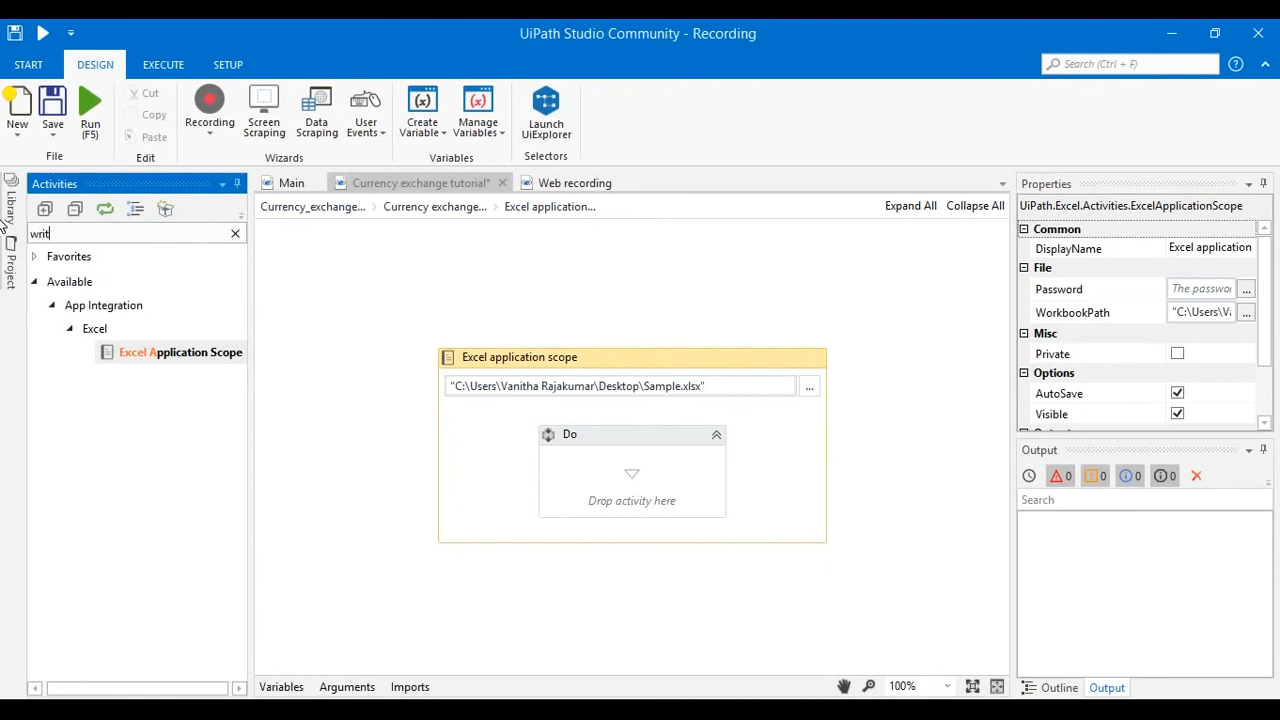 UiPath Studio Community - Recording
START
DESIGN
EXECUTE
SETUP
Search (Ctrl + F)
New
Save
Run
(F5)
Cut
Copy
Paste
Recording
Screen
Scraping
Data
Scraping
User
Events
Create
Variable
Manage
Variables
Launch
UiExplorer
File
Edit
Wizards
Variables
Selectors
Library
Project
Activities
writ
Favorites
Available
App Integration
Excel
Excel Application Scope
Main
Currency exchange tutorial*
Web recording
Currency_exchange...
Currency exchange...
Excel application...
Expand All
Collapse All
Excel application scope
"C:\Users\Vanitha Rajakumar\Desktop\Sample.xlsx"
...
Do
Drop activity here
Variables
Arguments
Imports
100%
Properties
UiPath.Excel.Activities.ExcelApplicationScope
Common
DisplayName
Excel application
File
Password
The passwor
...
WorkbookPath
"C:\Users\Va
...
Misc
Private
Options
AutoSave
Visible
Output
0
0
0
0
Search
Outline
Output